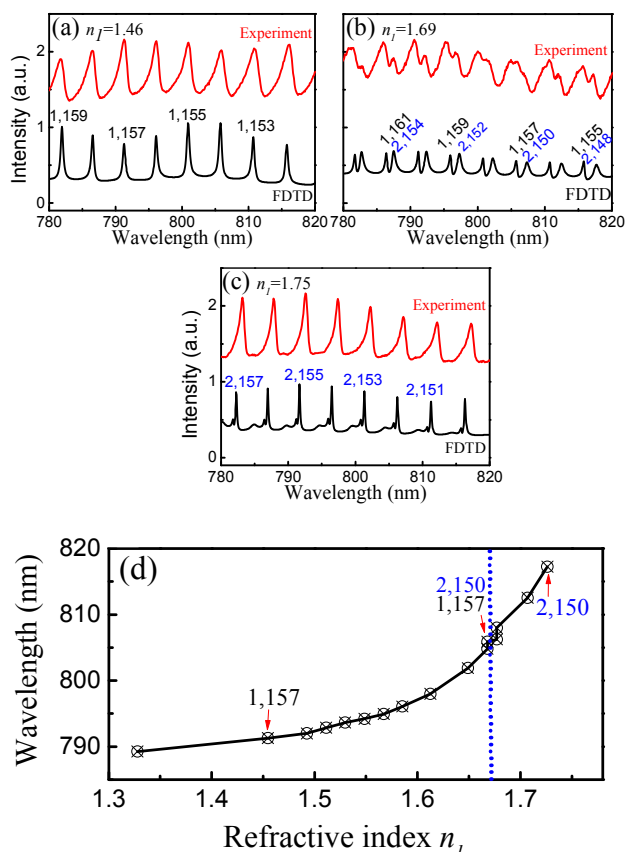 (a) n₁=1.46
Experiment
1,159 1,157 1,155 1,153
FDTD
Intensity (a.u.)
0 1 2
780 790 800 810 820
Wavelength (nm)
(b) n₁=1.69
Experiment
1,161 1,159 1,157 1,155
2,154 2,152 2,150 2,148
FDTD
780 790 800 810 820
Wavelength (nm)
(c) n₁=1.75
Experiment
2,157 2,155 2,153 2,151
FDTD
Intensity (a.u.)
0 1 2
780 790 800 810 820
Wavelength (nm)
(d)
2,150
1,157
2,150
1,157
Wavelength (nm)
820
810
800
790
1.3 1.4 1.5 1.6 1.7
Refractive index n₁